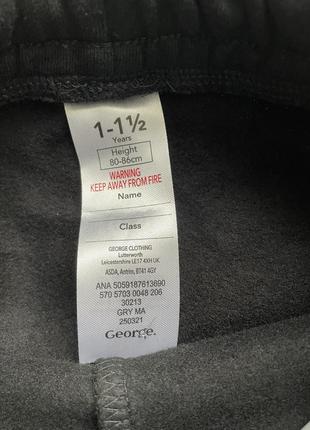 1-1½
Years
Height
80-86cm
WARNING
KEEP AWAY FROM FIRE
Name
Class
GEORGE CLOTHING
Lutterworth
Leicestershire LE17 4XH UK
ASDA, Antrim, BT41 4GY
ANA 5059187613690
570 5703 0048 206
30213
GRY MA
250321
George.